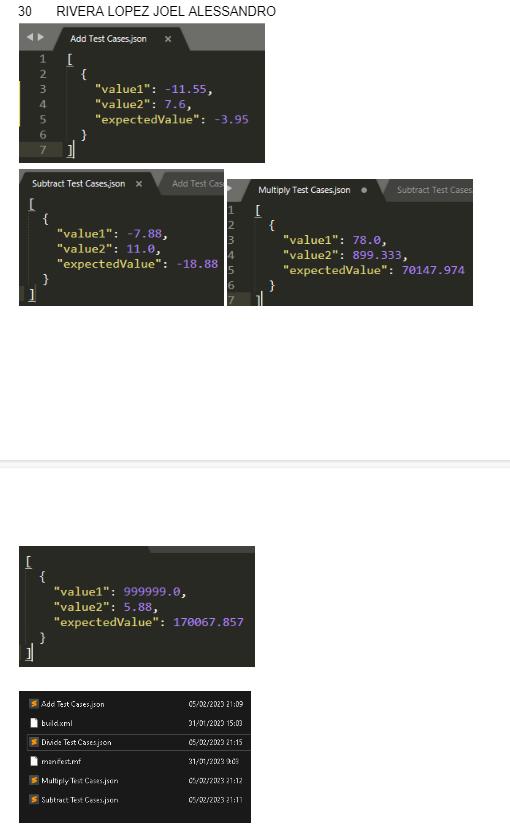 30 RIVERA LOPEZ JOEL ALESSANDRO
Add Test Cases.json ×
1 [
2 {
3 "value1": -11.55,
4 "value2": 7.6,
5 "expectedValue": -3.95
6 }
7 ]
Subtract Test Cases.json × Add Test Cas
[
{
"value1": -7.88,
"value2": 11.0,
"expectedValue": -18.88
}
]
Multiply Test Cases.json Subtract Test Cases
1 [
2 {
3 "value1": 78.0,
4 "value2": 899.333,
5 "expectedValue": 70147.974
6 }
7 ]
[
{
"value1": 999999.0,
"value2": 5.88,
"expectedValue": 170067.857
}
]
Add Test Cases.json 05/02/2023 21:09
build.xml 31/01/2023 15:03
Divide Test Cases.json 05/02/2023 21:15
manifest.mf 31/01/2023 9:03
Multiply Test Cases.json 05/02/2023 21:12
Subtract Test Cases.json 05/02/2023 21:11